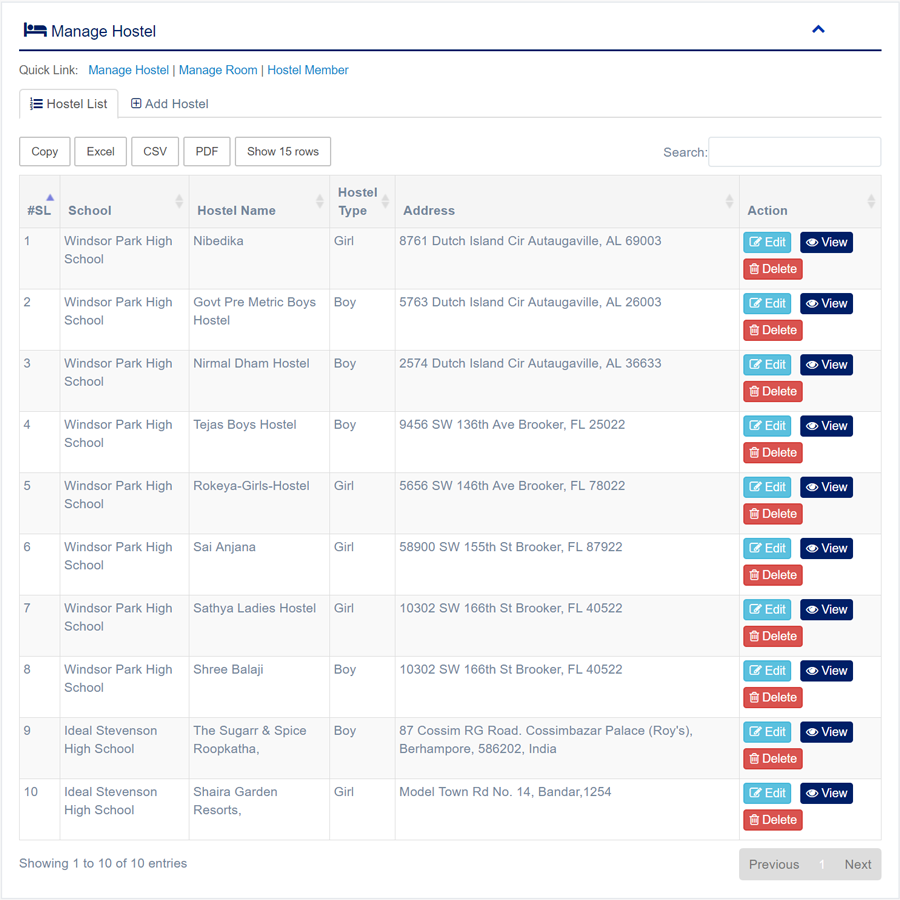 Manage Hostel
Quick Link: Manage Hostel | Manage Room | Hostel Member
Hostel List Add Hostel
Copy Excel CSV PDF Show 15 rows Search:
#SL School Hostel Name Hostel Type Address Action
1 Windsor Park High School Nibedika Girl 8761 Dutch Island Cir Autaugaville, AL 69003 Edit View Delete
2 Windsor Park High School Govt Pre Metric Boys Hostel Boy 5763 Dutch Island Cir Autaugaville, AL 26003 Edit View Delete
3 Windsor Park High School Nirmal Dham Hostel Boy 2574 Dutch Island Cir Autaugaville, AL 36633 Edit View Delete
4 Windsor Park High School Tejas Boys Hostel Boy 9456 SW 136th Ave Brooker, FL 25022 Edit View Delete
5 Windsor Park High School Rokeya-Girls-Hostel Girl 5656 SW 146th Ave Brooker, FL 78022 Edit View Delete
6 Windsor Park High School Sai Anjana Girl 58900 SW 155th St Brooker, FL 87922 Edit View Delete
7 Windsor Park High School Sathya Ladies Hostel Girl 10302 SW 166th St Brooker, FL 40522 Edit View Delete
8 Windsor Park High School Shree Balaji Boy 10302 SW 166th St Brooker, FL 40522 Edit View Delete
9 Ideal Stevenson High School The Sugarr & Spice Roopkatha, Boy 87 Cossim RG Road. Cossimbazar Palace (Roy's), Berhampore, 586202, India Edit View Delete
10 Ideal Stevenson High School Shaira Garden Resorts, Girl Model Town Rd No. 14, Bandar,1254 Edit View Delete
Showing 1 to 10 of 10 entries Previous 1 Next